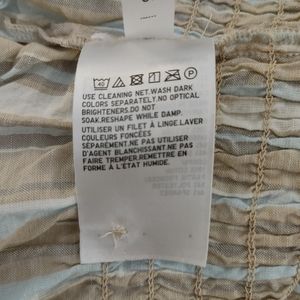 USE CLEANING NET.WASH DARK
COLORS SEPARATELY.NO OPTICAL
BRIGHTENERS.DO NOT
SOAK.RESHAPE WHILE DAMP.
UTILISER UN FILET À LINGE.LAVER
COULEURS FONCÉES
SÉPARÉMENT.NE PAS UTILISER
D'AGENT BLANCHISSANT.NE PAS
FAIRE TREMPER.REMETTRE EN
FORME À L'ÉTAT HUMIDE.